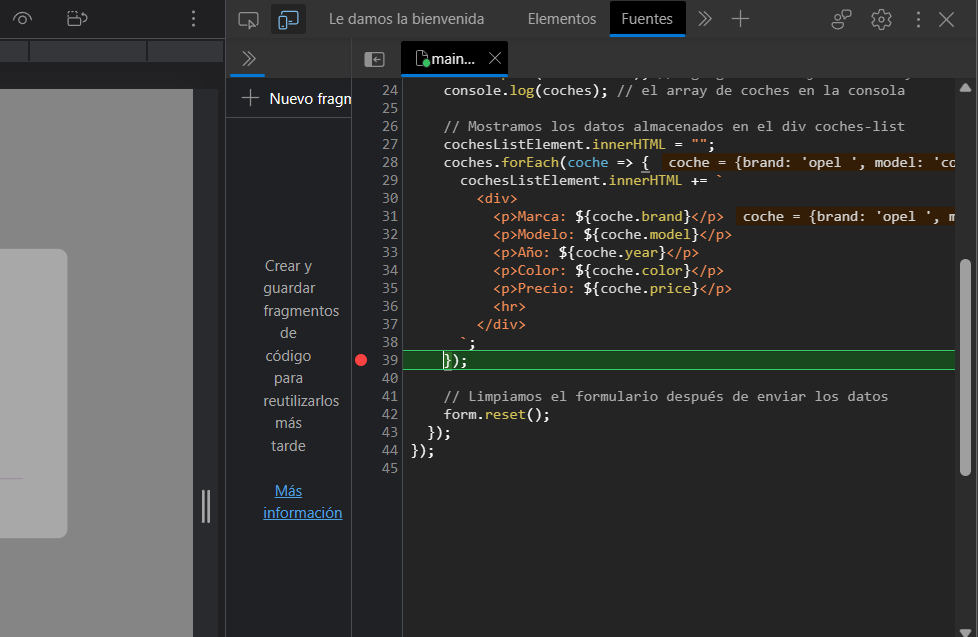 Le damos la bienvenida
Elementos
Fuentes
main...
Nuevo fragm
Crear y
guardar
fragmentos
de
código
para
reutilizarlos
más
tarde
Más
información
24 console.log(coches); // el array de coches en la consola
25
26 // Mostramos los datos almacenados en el div coches-list
27 cochesListElement.innerHTML = "";
28 coches.forEach(coche => { coche = {brand: 'opel ', model: 'co
29 cochesListElement.innerHTML += `
30 <div>
31 <p>Marca: ${coche.brand}</p> coche = {brand: 'opel ', m
32 <p>Modelo: ${coche.model}</p>
33 <p>Año: ${coche.year}</p>
34 <p>Color: ${coche.color}</p>
35 <p>Precio: ${coche.price}</p>
36 <hr>
37 </div>
38 `;
39 });
40
41 // Limpiamos el formulario después de enviar los datos
42 form.reset();
43 });
44 });
45